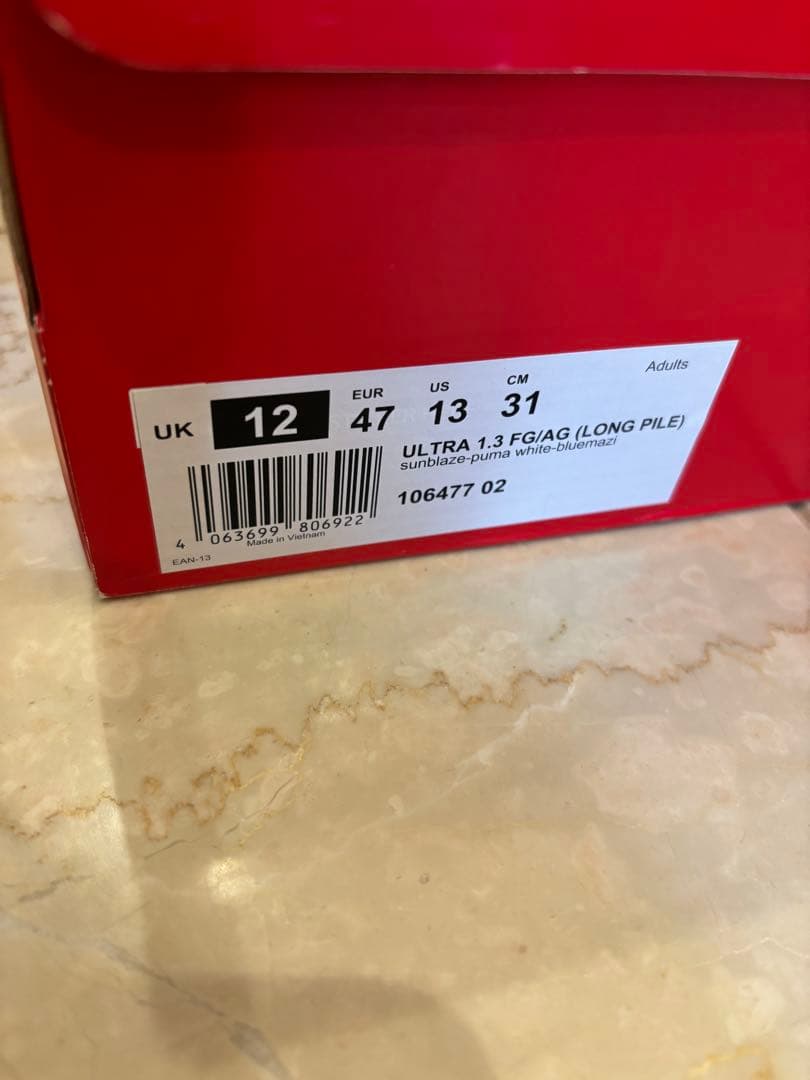 Adults
UK 12 EUR 47 US 13 CM 31
ULTRA 1.3 FG/AG (LONG PILE)
sunblaze-puma white-bluemazi
106477 02
4 063699 806922
Made in Vietnam
EAN-13